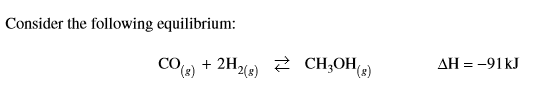 Consider the following equilibrium:
CO(g) + 2H2(g) ⇄ CH3OH(g) ΔH = −91 kJ